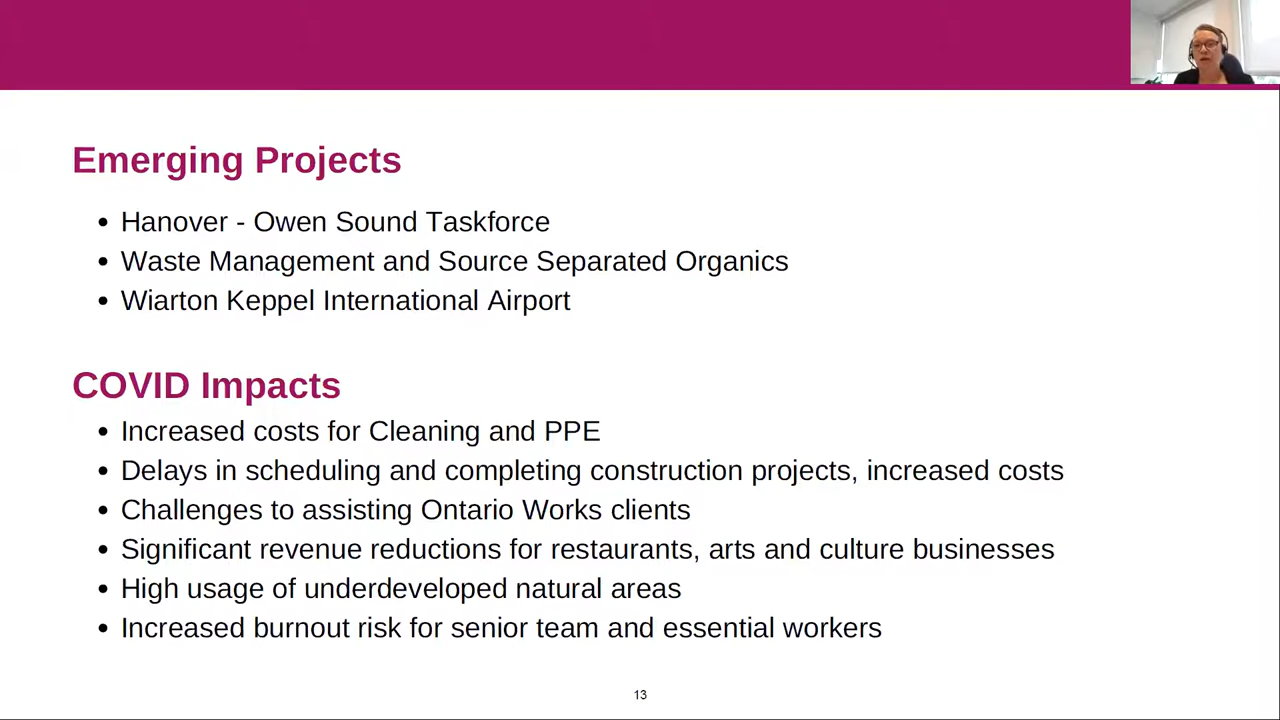 Emerging Projects
• Hanover - Owen Sound Taskforce
• Waste Management and Source Separated Organics
• Wiarton Keppel International Airport
COVID Impacts
• Increased costs for Cleaning and PPE
• Delays in scheduling and completing construction projects, increased costs
• Challenges to assisting Ontario Works clients
• Significant revenue reductions for restaurants, arts and culture businesses
• High usage of underdeveloped natural areas
• Increased burnout risk for senior team and essential workers
13